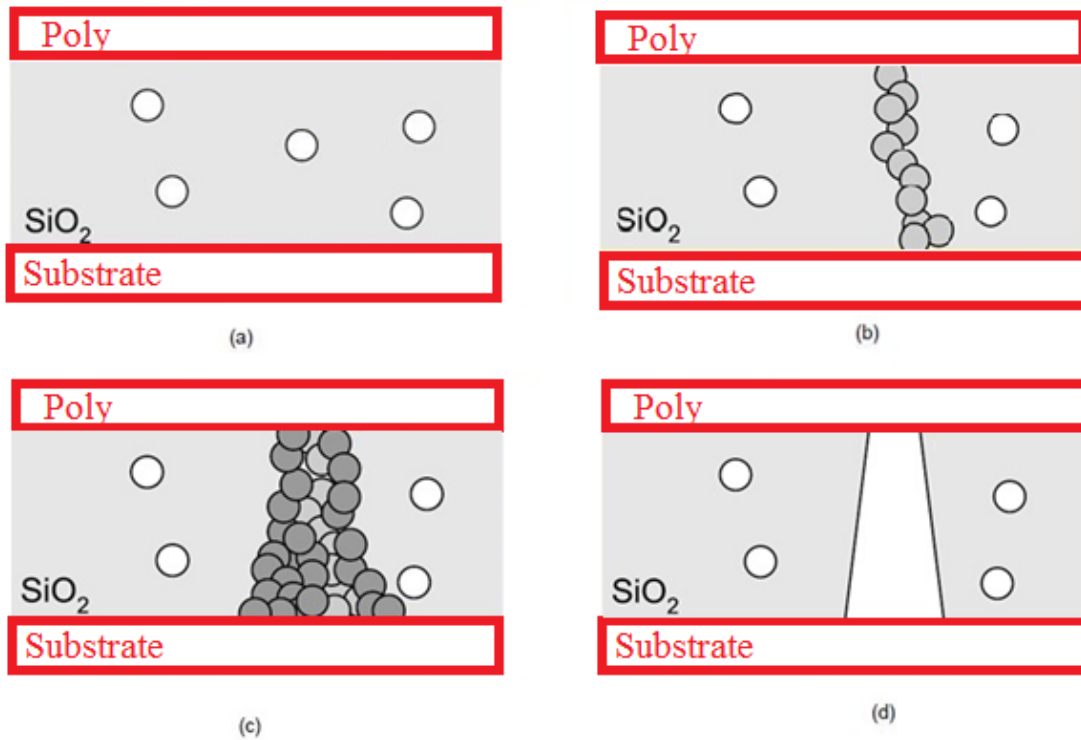 Poly
SiO₂
Substrate
(a)
Poly
SiO₂
Substrate
(b)
Poly
SiO₂
Substrate
(c)
Poly
SiO₂
Substrate
(d)